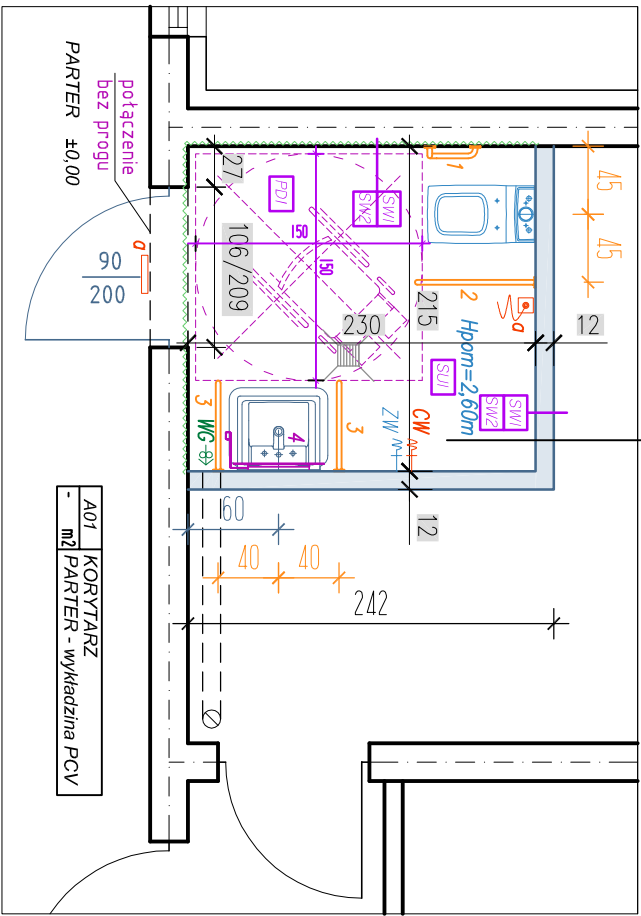 45
45
12
1
2
a
SW1
SW2
PDI
150
150
27
106/209
215
230
Hpom=2,60m
SUI
SW1
SW2
CW
ZW
3
3
WG
4
12
60
40
40
242
połączenie
bez progu
PARTER ±0,00
a
90
200
A01 KORYTARZ
- m2 PARTER - wykładzina PCV